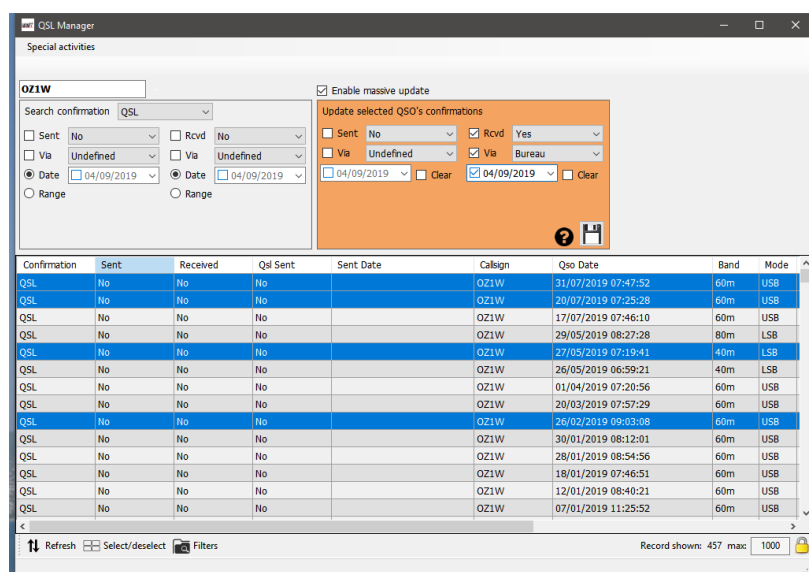 QSL Manager
Special activities
OZ1W
Enable massive update
Search confirmation QSL
Update selected QSO's confirmations
Sent No Rcvd No
Sent No Rcvd Yes
Via Undefined Via Undefined
Via Undefined Via Bureau
Date 04/09/2019 Date 04/09/2019
04/09/2019 Clear 04/09/2019 Clear
Range Range
Confirmation Sent Received Qsl Sent Sent Date Callsign Qso Date Band Mode
QSL No No No OZ1W 31/07/2019 07:47:52 60m USB
QSL No No No OZ1W 20/07/2019 07:25:28 60m USB
QSL No No No OZ1W 17/07/2019 07:46:10 60m USB
QSL No No No OZ1W 29/05/2019 08:27:28 80m LSB
QSL No No No OZ1W 27/05/2019 07:19:41 40m LSB
QSL No No No OZ1W 26/05/2019 06:59:21 40m LSB
QSL No No No OZ1W 01/04/2019 07:20:56 60m USB
QSL No No No OZ1W 20/03/2019 07:57:29 60m USB
QSL No No No OZ1W 26/02/2019 09:03:08 60m USB
QSL No No No OZ1W 30/01/2019 08:12:01 60m USB
QSL No No No OZ1W 28/01/2019 08:54:56 60m USB
QSL No No No OZ1W 18/01/2019 07:46:51 60m USB
QSL No No No OZ1W 12/01/2019 08:40:21 60m USB
QSL No No No OZ1W 07/01/2019 11:25:52 60m USB
Refresh Select/deselect Filters Record shown: 457 max: 1000